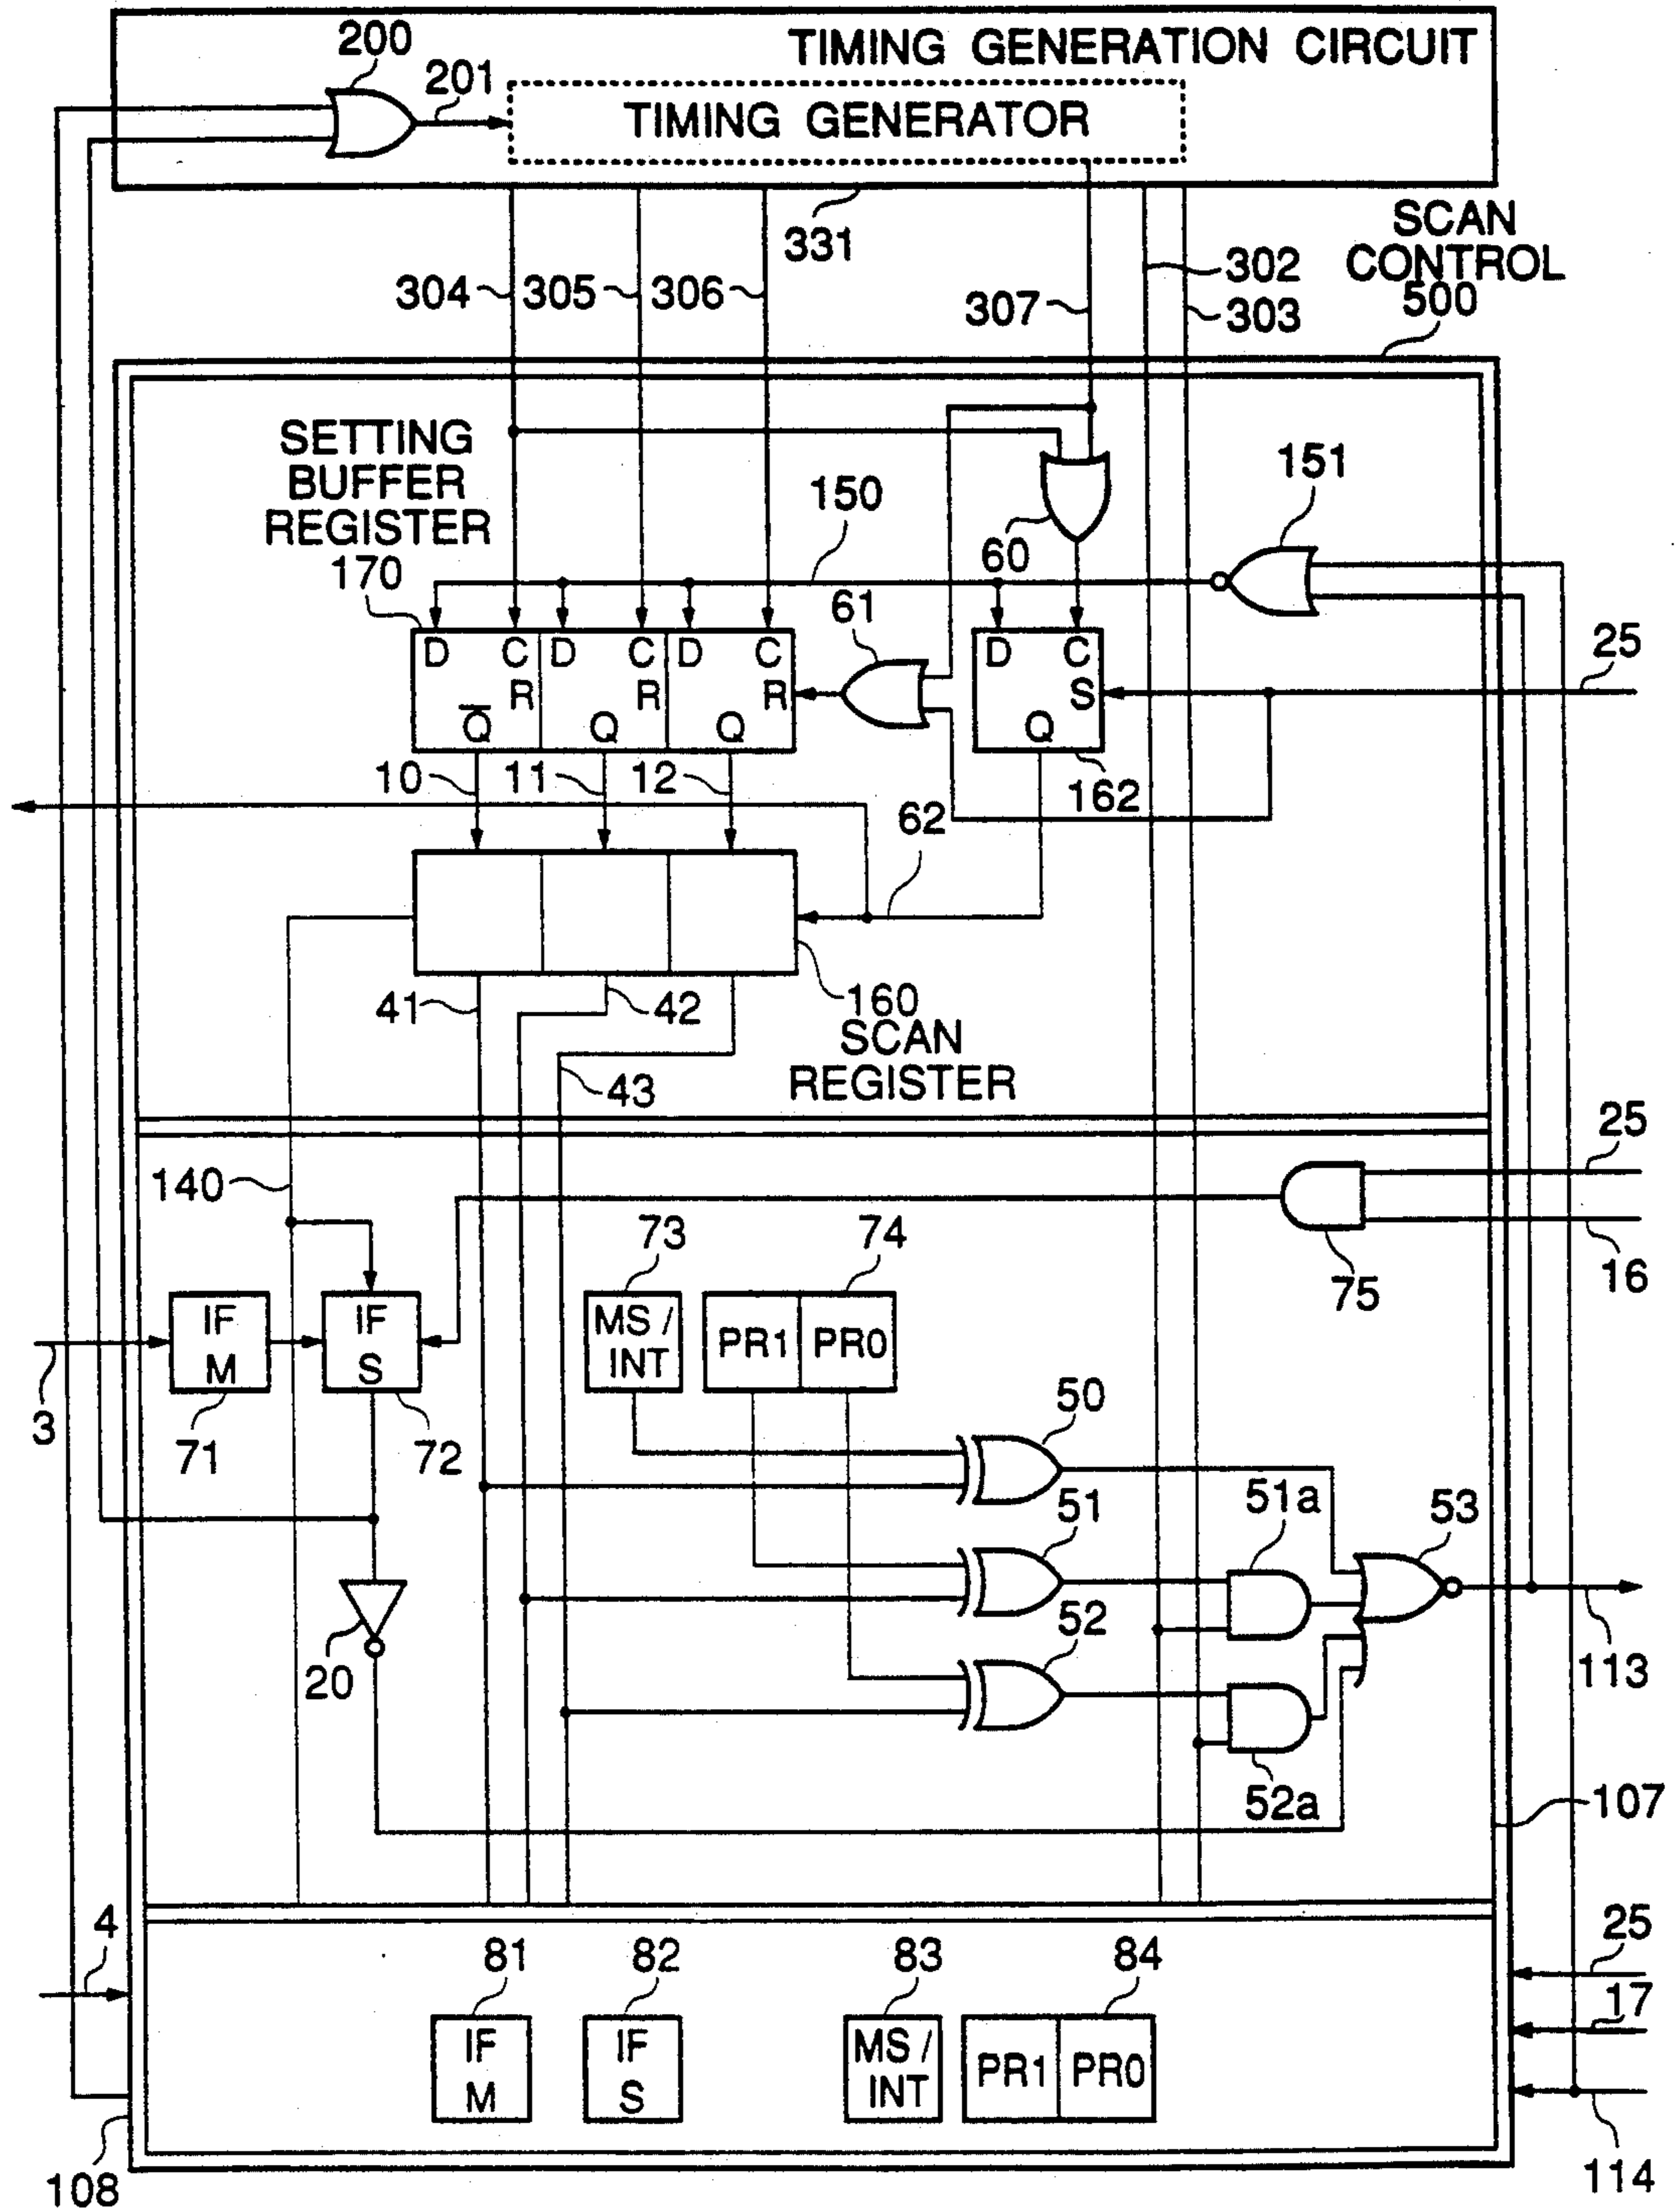 200
TIMING GENERATION CIRCUIT
201
TIMING GENERATOR
331
SCAN
CONTROL
500
304
305
306
307
302
303
SETTING
BUFFER
REGISTER
170
150
60
151
61
25
D C D C D C
R R R
Q̅ Q Q
D C
S
Q
10
11
12
162
62
41
42
160
SCAN
REGISTER
43
140
25
73
74
75
16
IF
M
IF
S
MS /
INT
PR1 PR0
3
71
72
50
51
51a
53
52
20
113
52a
107
4
81
82
83
84
25
17
IF
M
IF
S
MS /
INT
PR1 PR0
108
114